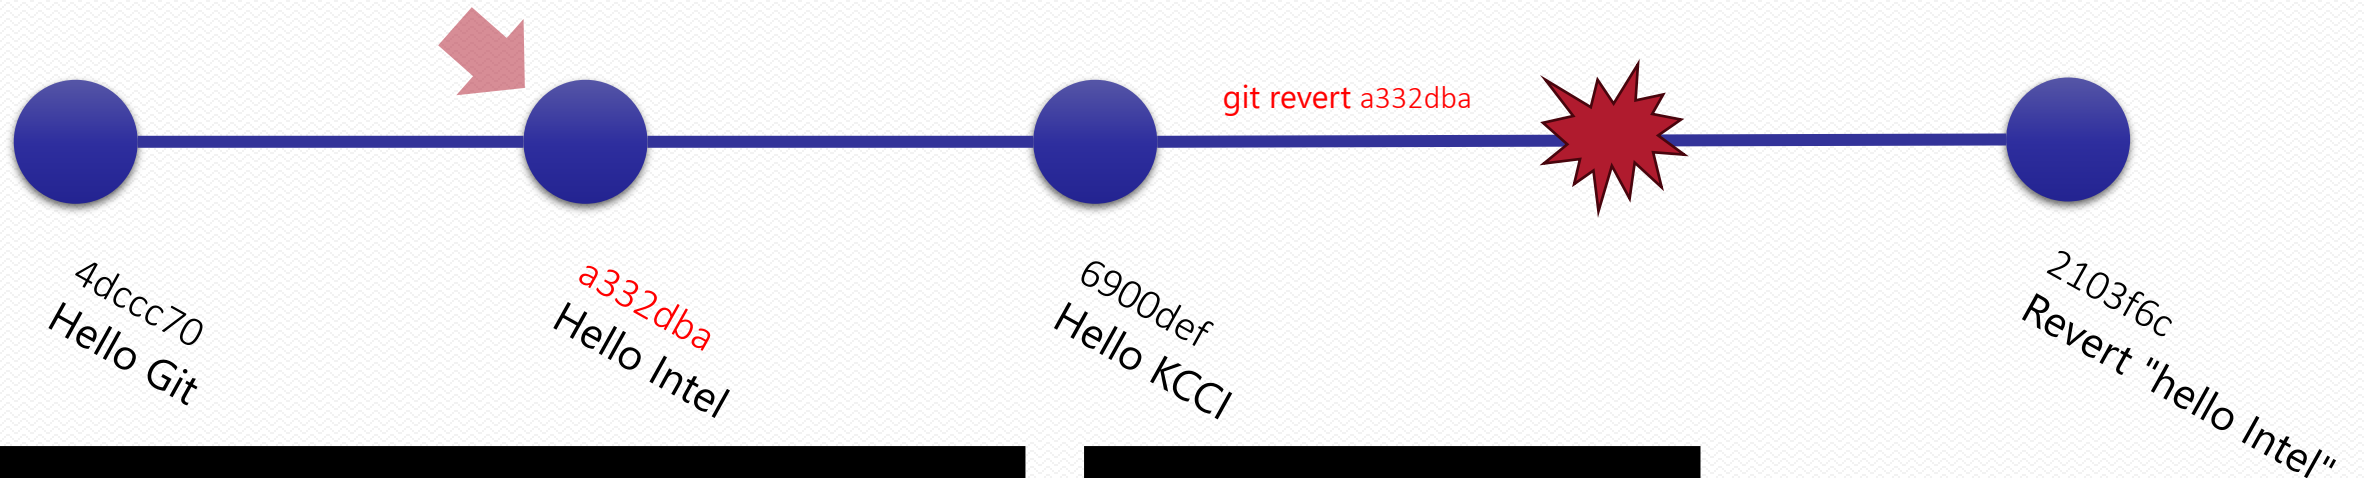 git revert a332dba
4dccc70
Hello Git
a332dba
Hello Intel
6900def
Hello KCCI
2103f6c
Revert "hello Intel"